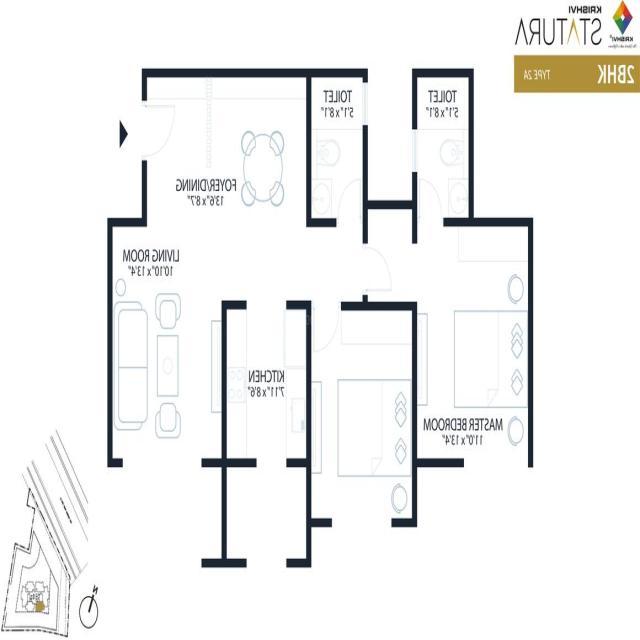 KRISHVI
STATURA
KRISHVI
2BHK
TYPE 2A
TOILET
5'1" x 8'1"
TOILET
5'1" x 8'1"
FOYER/DINING
13'6" x 8'7"
LIVING ROOM
10'10" x 13'4"
KITCHEN
7'11" x 8'6"
MASTER BEDROOM
11'0" x 13'4"
N